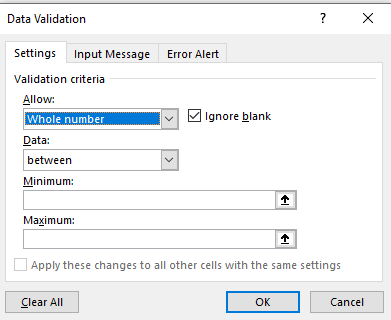 Data Validation ? ×
Settings Input Message Error Alert
Validation criteria
Allow:
Whole number Ignore blank
Data:
between
Minimum:
Maximum:
Apply these changes to all other cells with the same settings
Clear All OK Cancel